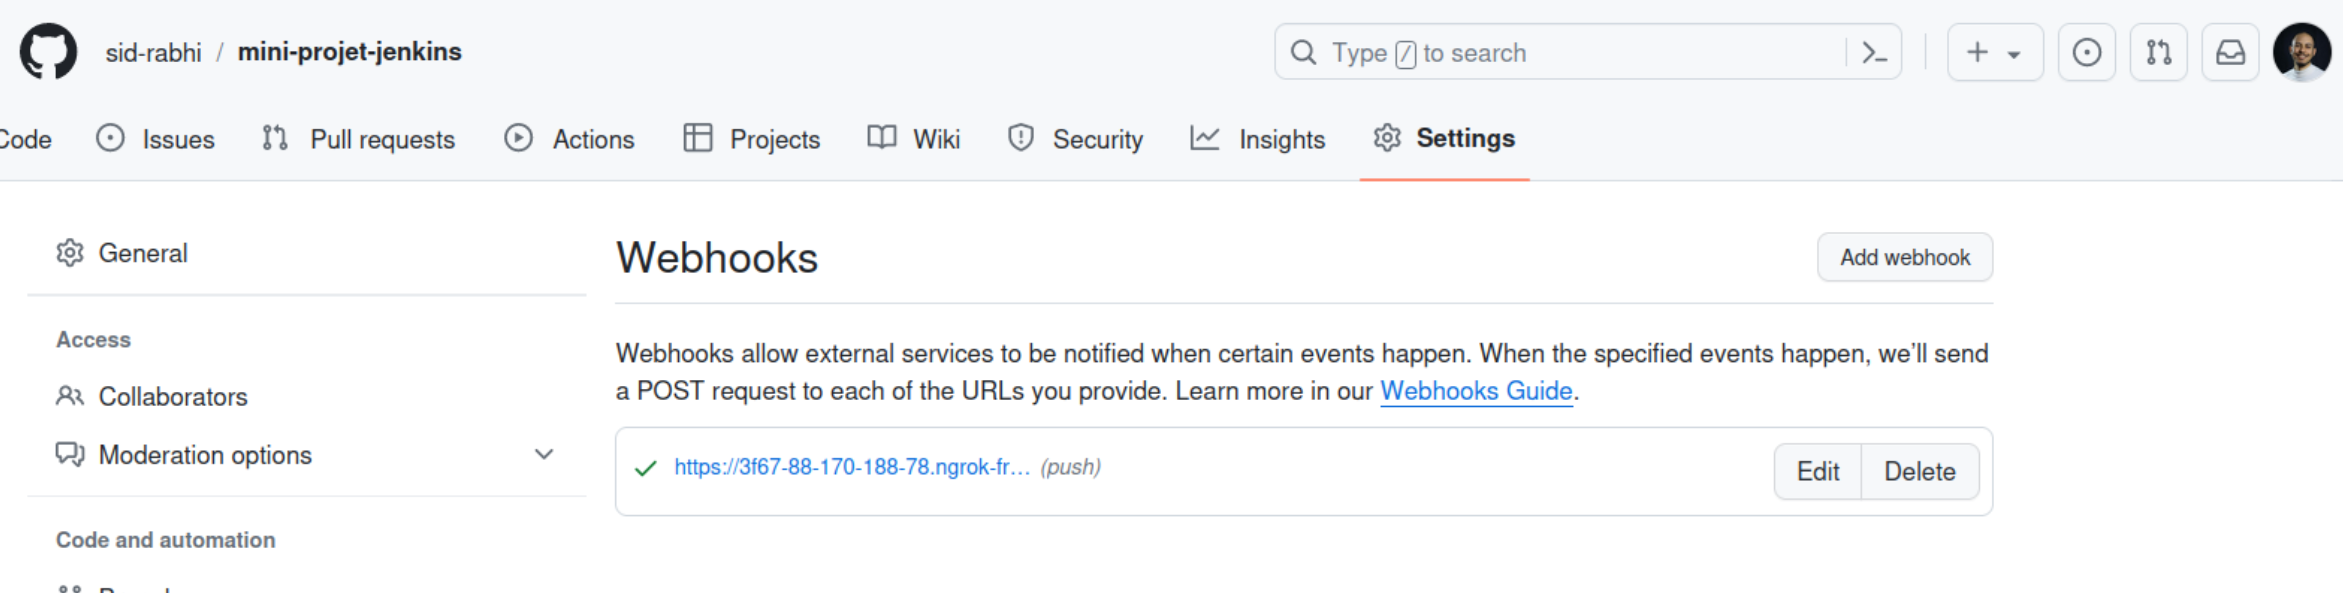 sid-rabhi / mini-projet-jenkins
Type / to search
Code Issues Pull requests Actions Projects Wiki Security Insights Settings
General
Access
Collaborators
Moderation options
Code and automation
Webhooks
Add webhook
Webhooks allow external services to be notified when certain events happen. When the specified events happen, we’ll send
a POST request to each of the URLs you provide. Learn more in our Webhooks Guide.
https://3f67-88-170-188-78.ngrok-fr… (push)
Edit Delete